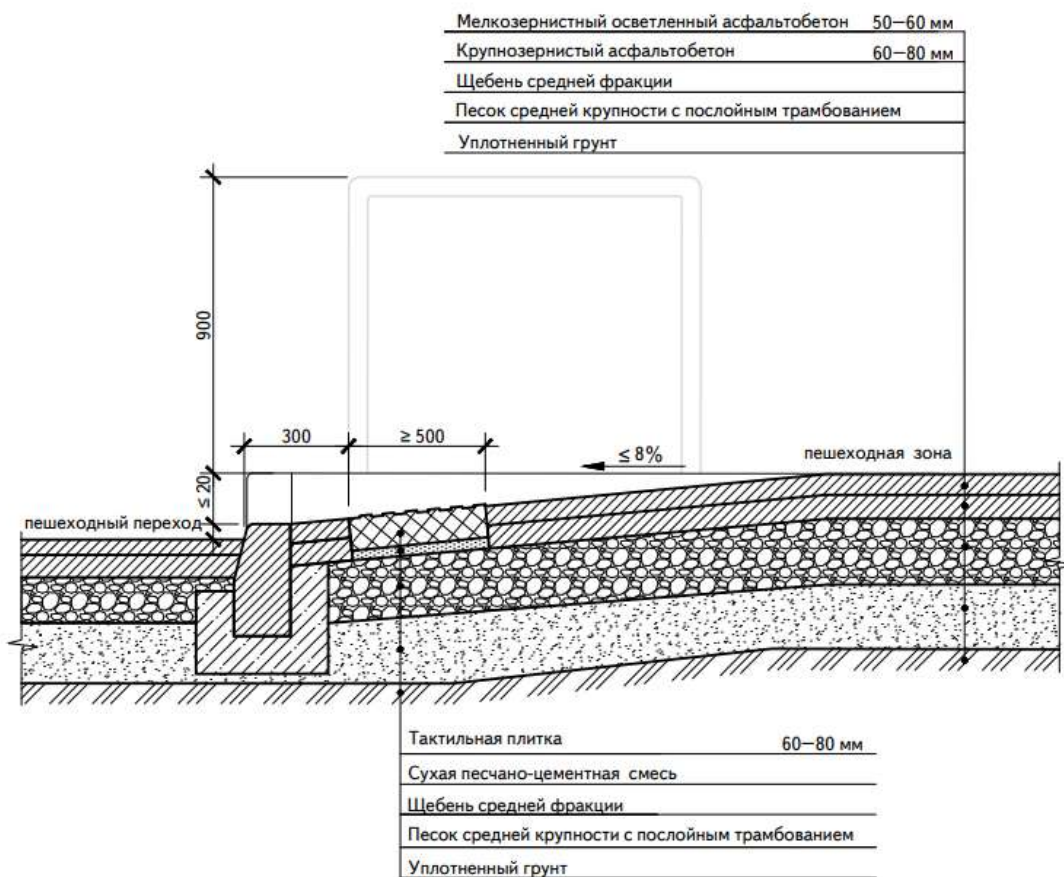 Мелкозернистый осветленный асфальтобетон 50—60 мм
Крупнозернистый асфальтобетон 60—80 мм
Щебень средней фракции
Песок средней крупности с послойным трамбованием
Уплотненный грунт
900
300
≥ 500
≤ 8%
пешеходная зона
≤ 20
пешеходный переход
Тактильная плитка 60—80 мм
Сухая песчано-цементная смесь
Щебень средней фракции
Песок средней крупности с послойным трамбованием
Уплотненный грунт